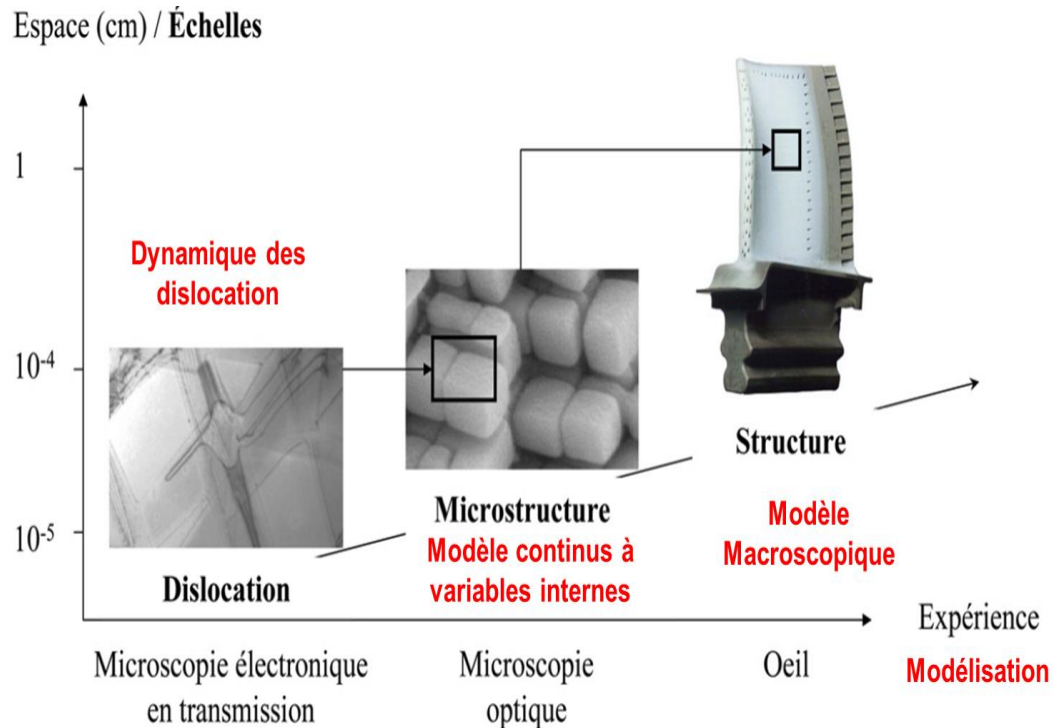 Espace (cm) / Échelles
1
Dynamique des
dislocation
10-4
Structure
Microstructure
Modèle
Macroscopique
10-5
Modèle continus à
variables internes
Dislocation
Expérience
Microscopie électronique
en transmission
Microscopie
optique
Oeil
Modélisation